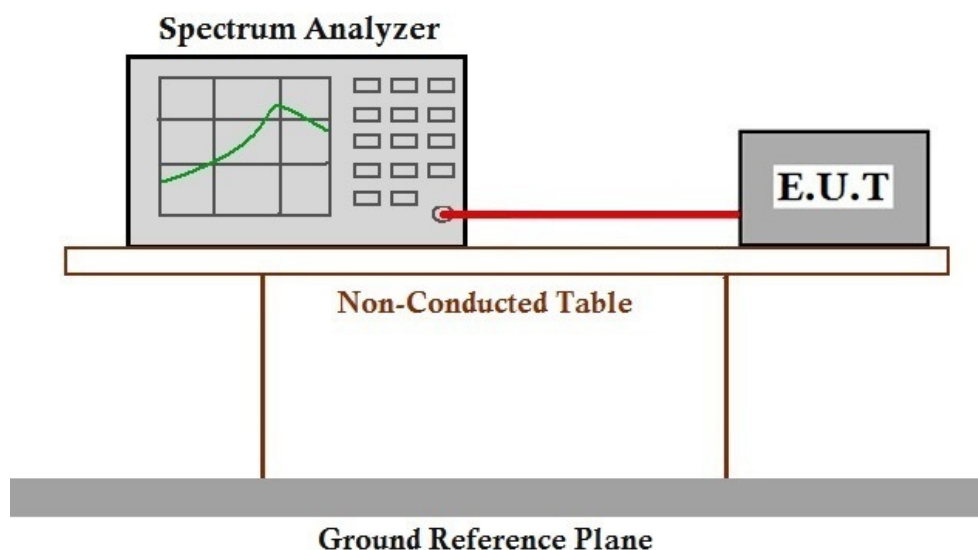 Spectrum Analyzer
E.U.T
Non-Conducted Table
Ground Reference Plane